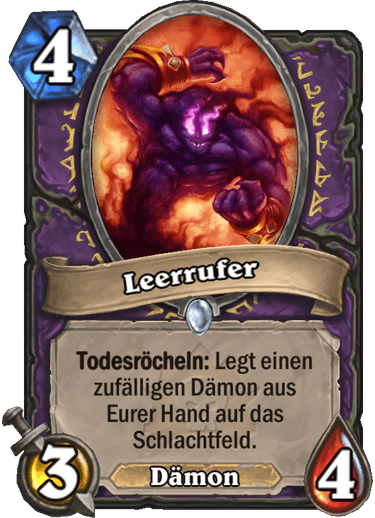 4
Leerrufer
Todesröcheln: Legt einen
zufälligen Dämon aus
Eurer Hand auf das
Schlachtfeld.
3
Dämon
4